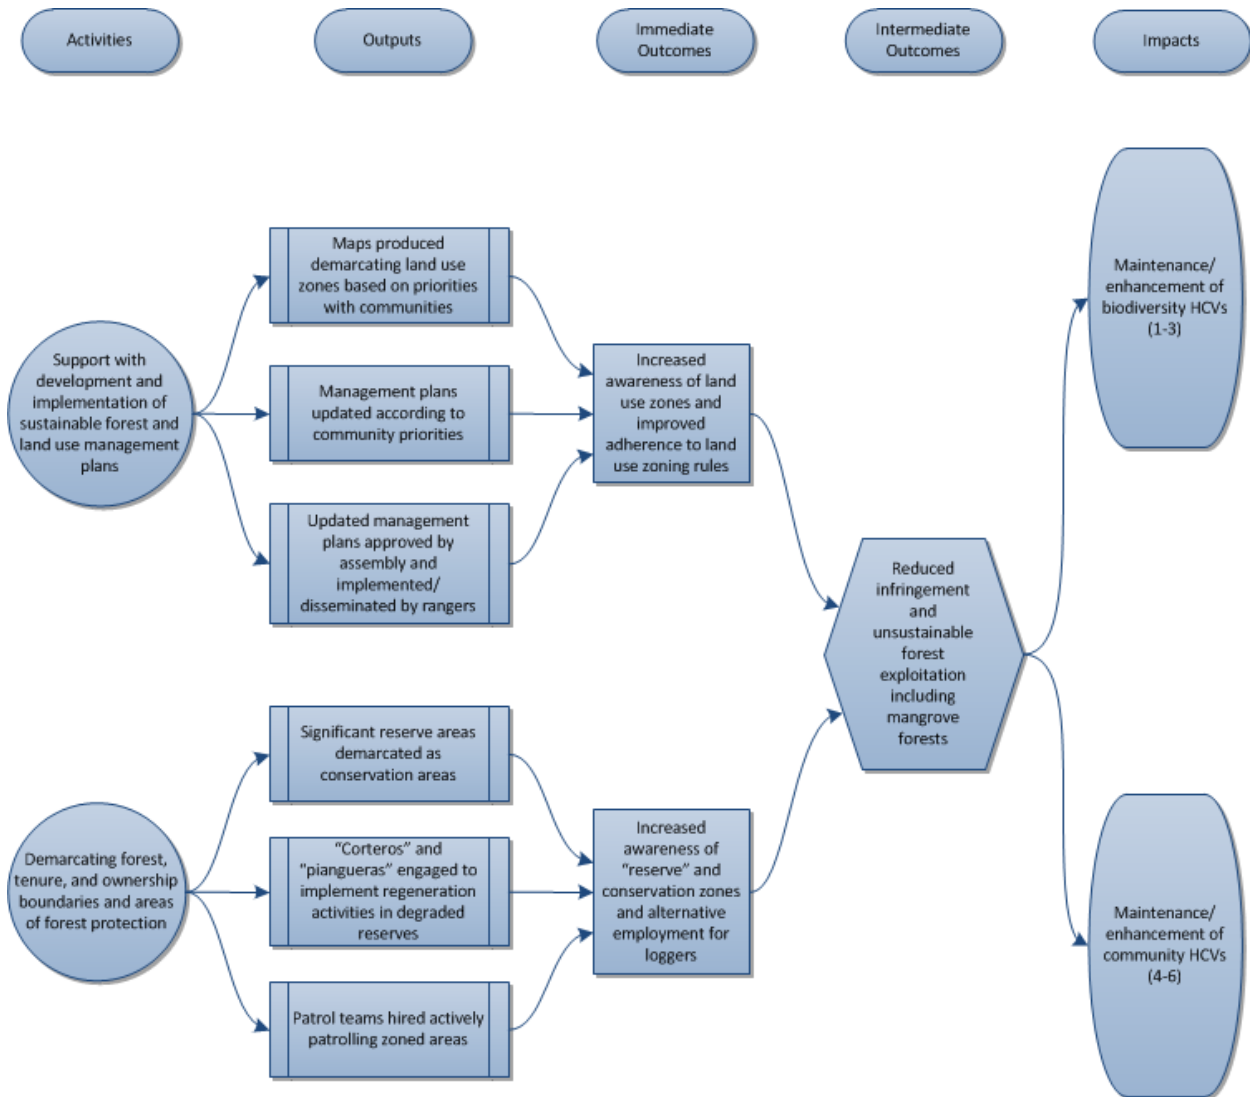 Activities
Outputs
Immediate
Outcomes
Intermediate
Outcomes
Impacts
Support with
development and
implementation of
sustainable forest and
land use management
plans
Maps produced
demarcating land use
zones based on priorities
with communities
Management plans
updated according to
community priorities
Updated management
plans approved by
assembly and
implemented/
disseminated by rangers
Increased
awareness of land
use zones and
improved
adherence to land
use zoning rules
Demarcating forest,
tenure, and ownership
boundaries and areas
of forest protection
Significant reserve areas
demarcated as
conservation areas
“Corteros” and
“piangueras” engaged to
implement regeneration
activities in degraded
reserves
Patrol teams hired actively
patrolling zoned areas
Increased
awareness of
“reserve” and
conservation zones
and alternative
employment for
loggers
Reduced
infringement
and
unsustainable
forest
exploitation
including
mangrove
forests
Maintenance/
enhancement of
biodiversity HCVs
(1-3)
Maintenance/
enhancement of
community HCVs
(4-6)